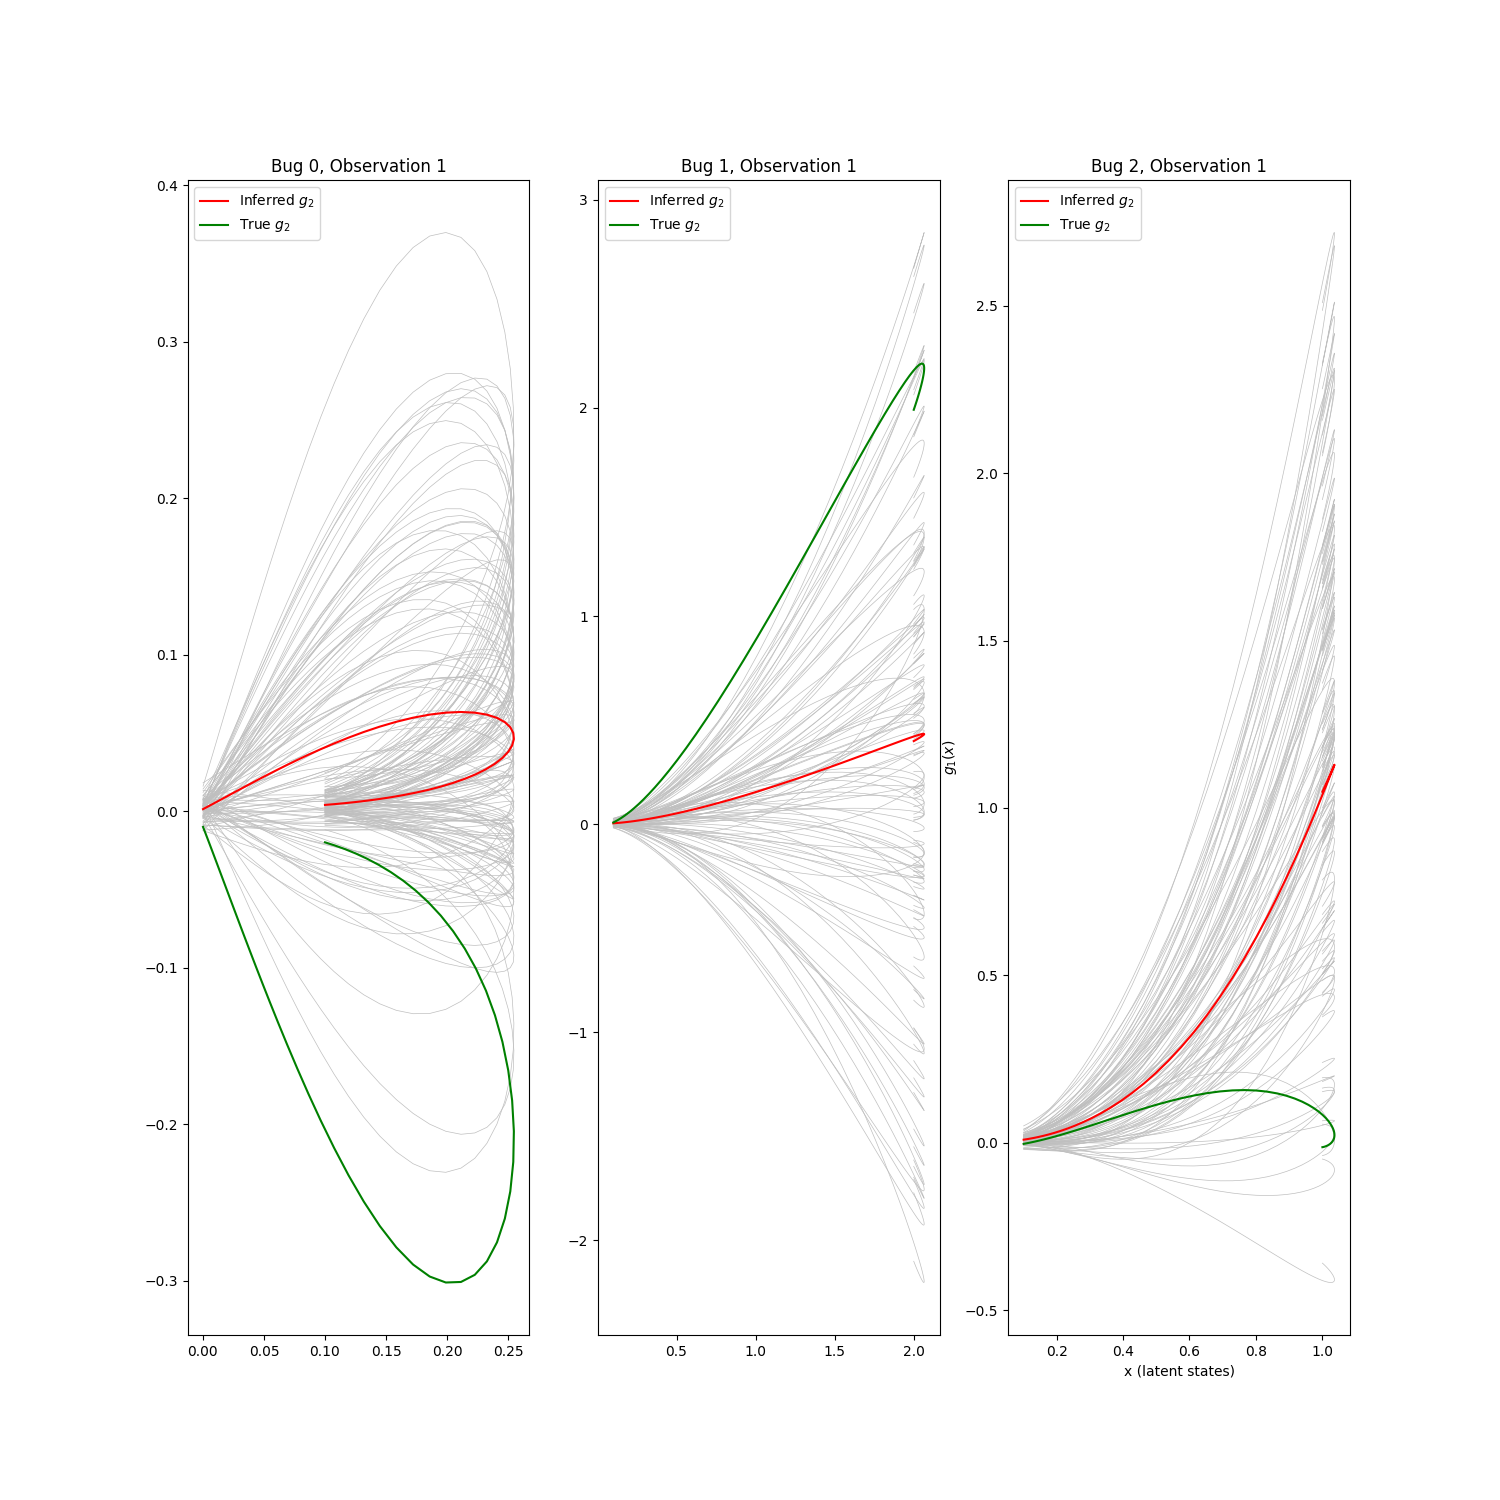 Bug 0, Observation 1
Inferred g₂
True g₂
0.4
0.3
0.2
0.1
0.0
−0.1
−0.2
−0.3
0.00 0.05 0.10 0.15 0.20 0.25
Bug 1, Observation 1
Inferred g₂
True g₂
3
2
1
0
−1
−2
0.5 1.0 1.5 2.0
Bug 2, Observation 1
Inferred g₂
True g₂
g₁(x)
2.5
2.0
1.5
1.0
0.5
0.0
−0.5
0.2 0.4 0.6 0.8 1.0
x (latent states)